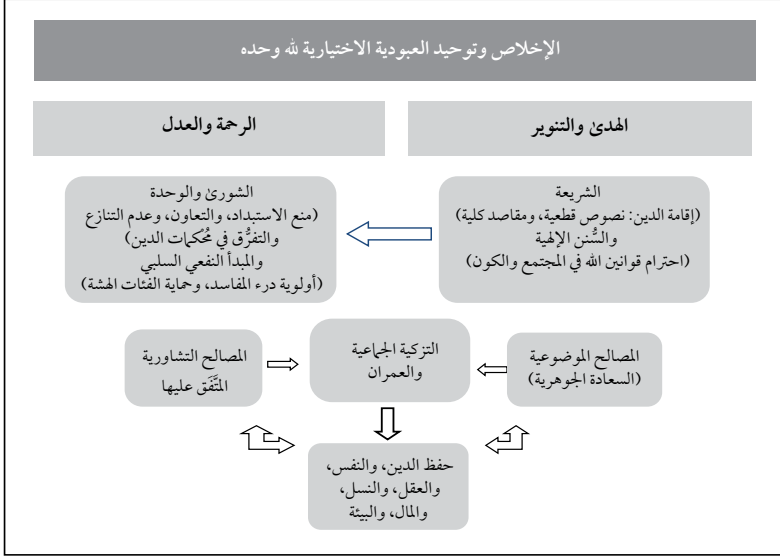 الإخلاص وتوحيد العبودية الاختيارية لله وحده
الهدىٰ والتنوير
الرحمة والعدل
الشريعة
(إقامة الدين: نصوص قطعية، ومقاصد كلية)
والسُّنن الإلهية
(احترام قوانين الله في المجتمع والكون)
الشورىٰ والوحدة
(منع الاستبداد، والتعاون، وعدم التنازع
والتفرُّق في مُحْكمات الدين)
والمبدأ النفعي السلبي
(أولوية درء المفاسد، وحماية الفئات الهشة)
المصالح الموضوعية
(السعادة الجوهرية)
التزكية الجماعية
والعمران
المصالح التشاورية
المتَّفَق عليها
حفظ الدين، والنفس،
والعقل، والنسل،
والمال، والبيئة